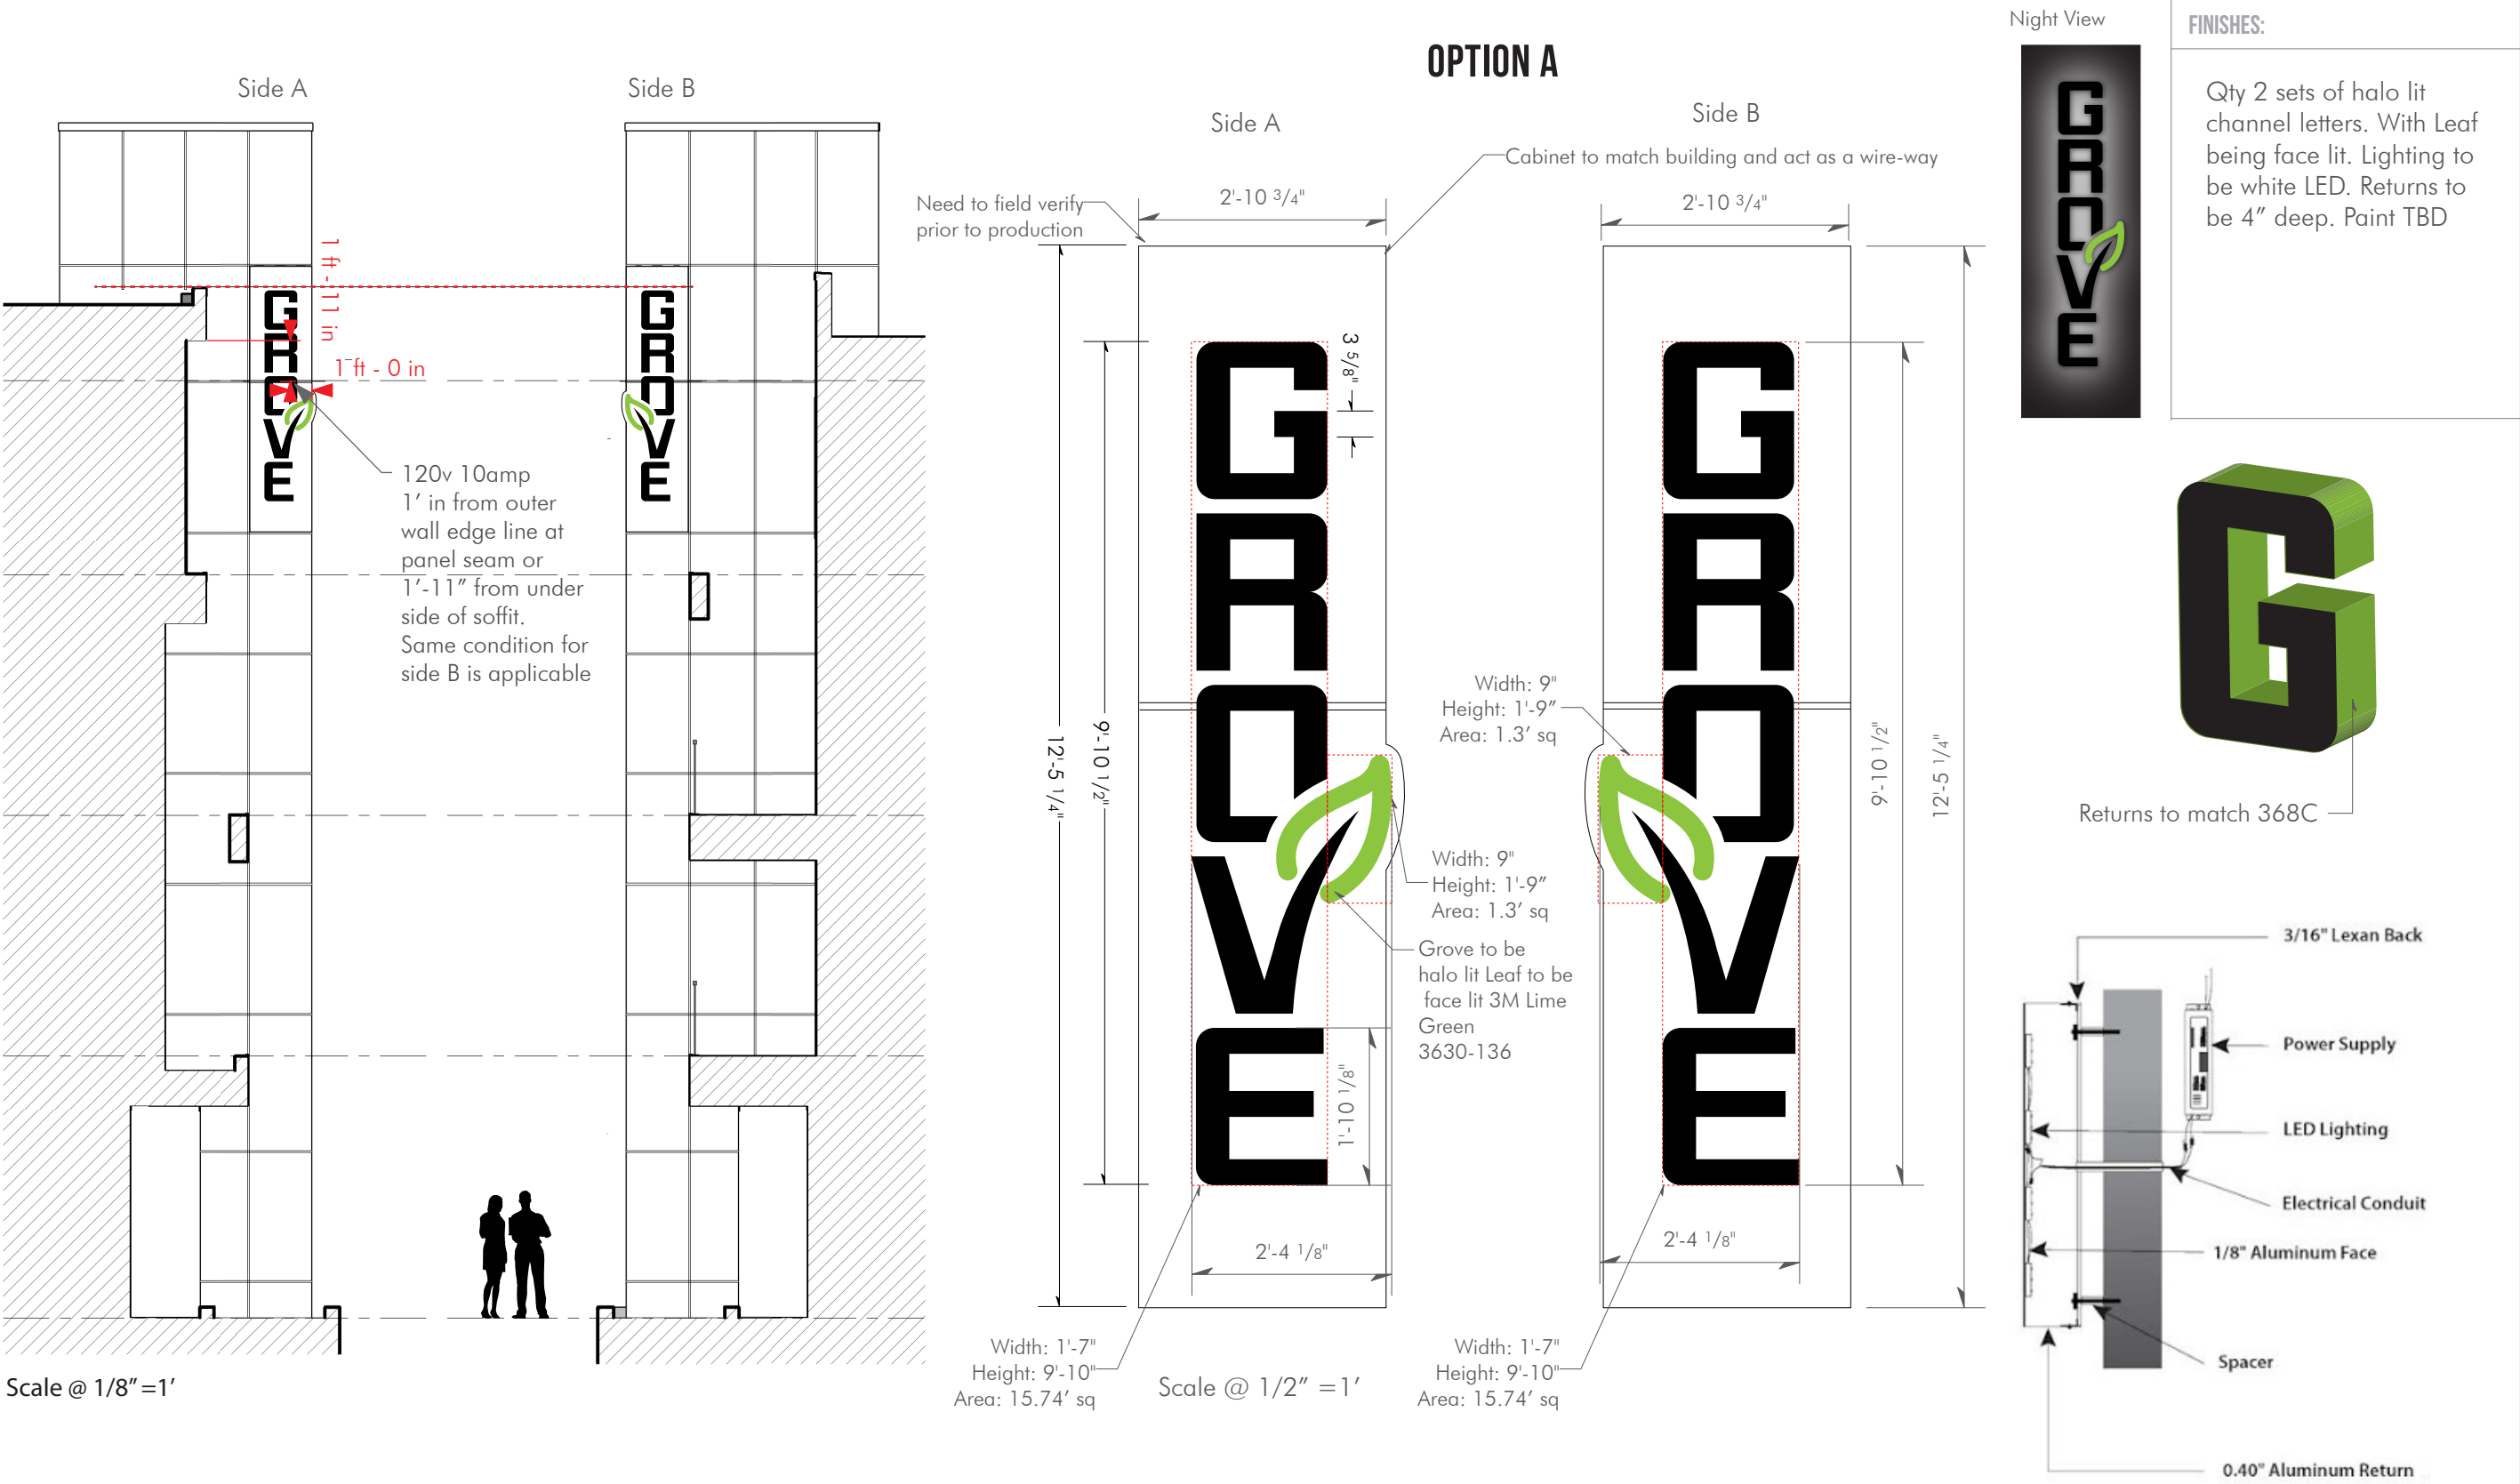 Side A
Side B
1 ft - 11 in
1 ft - 0 in
G
R
O
V
E
G
R
O
V
E
120v 10amp
1’ in from outer
wall edge line at
panel seam or
1’-11” from under
side of soffit.
Same condition for
side B is applicable
Scale @ 1/8” =1’
OPTION A
Side A
Side B
Cabinet to match building and act as a wire-way
Need to field verify
prior to production
2'-10 3/4"
2'-10 3/4"
3 5/8"
G
R
O
V
E
G
R
O
V
E
12'-5 1/4"
9'-10 1/2"
Width: 9"
Height: 1'-9”
Area: 1.3’ sq
9'-10 1/2"
12'-5 1/4"
Width: 9"
Height: 1'-9”
Area: 1.3’ sq
Grove to be
halo lit Leaf to be
face lit 3M Lime
Green
3630-136
1'-10 1/8"
2'-4 1/8"
2'-4 1/8"
Width: 1'-7"
Height: 9'-10"
Area: 15.74’ sq
Scale @ 1/2” =1’
Width: 1'-7"
Height: 9'-10"
Area: 15.74’ sq
Night View
G
R
O
V
E
FINISHES:
Qty 2 sets of halo lit
channel letters. With Leaf
being face lit. Lighting to
be white LED. Returns to
be 4” deep. Paint TBD
G
Returns to match 368C
3/16" Lexan Back
Power Supply
LED Lighting
Electrical Conduit
1/8" Aluminum Face
Spacer
0.40" Aluminum Return